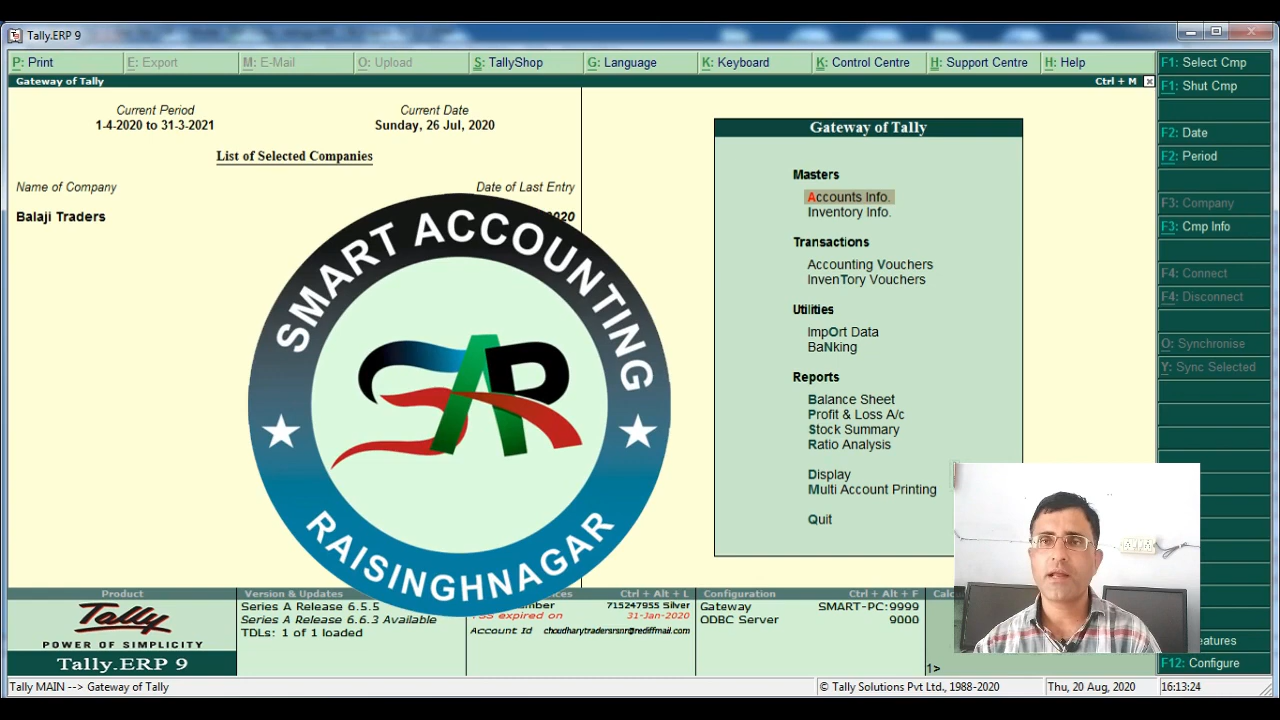 Tally.ERP 9
P: Print
E: Export
M: E-Mail
O: Upload
S: TallyShop
G: Language
K: Keyboard
K: Control Centre
H: Support Centre
H: Help
Gateway of Tally
Ctrl + M
Current Period
1-4-2020 to 31-3-2021
Current Date
Sunday, 26 Jul, 2020
List of Selected Companies
Name of Company
Date of Last Entry
Balaji Traders
2020
SMART ACCOUNTING
SAR
RAISINGHNAGAR
Gateway of Tally
Masters
Accounts Info.
Inventory Info.
Transactions
Accounting Vouchers
InvenTory Vouchers
Utilities
ImpOrt Data
BaNking
Reports
Balance Sheet
Profit & Loss A/c
Stock Summary
Ratio Analysis
Display
Multi Account Printing
Quit
F1: Select Cmp
F1: Shut Cmp
F2: Date
F2: Period
F3: Company
F3: Cmp Info
F4: Connect
F4: Disconnect
O: Synchronise
Y: Sync Selected
F12: Configure
Product
Tally
POWER OF SIMPLICITY
Tally.ERP 9
Version & Updates
Series A Release 6.5.5
Series A Release 6.6.3 Available
TDLs: 1 of 1 loaded
Ctrl + Alt + L
715247955 Silver
expired on 31-Jan-2020
Account Id choudharytradersrsnr@rediffmail.com
Configuration
Ctrl + Alt + F
Gateway SMART-PC:9999
ODBC Server 9000
1>
Tally MAIN --> Gateway of Tally
© Tally Solutions Pvt Ltd., 1988-2020
Thu, 20 Aug, 2020
16:13:24